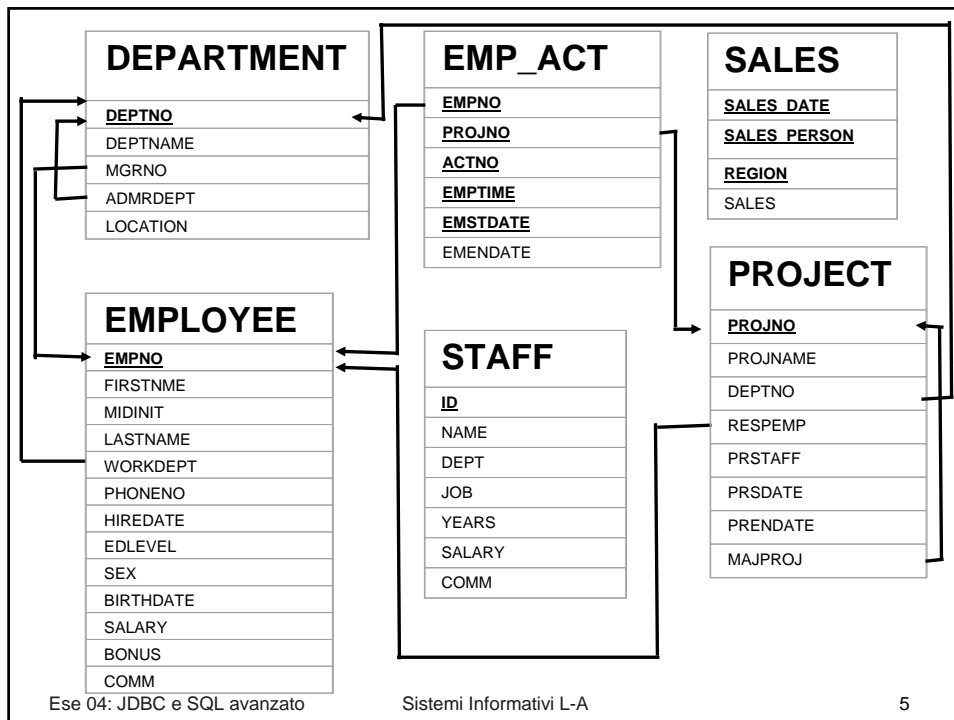 DEPARTMENT
DEPTNO
DEPTNAME
MGRNO
ADMRDEPT
LOCATION
EMP_ACT
EMPNO
PROJNO
ACTNO
EMPTIME
EMSTDATE
EMENDATE
SALES
SALES_DATE
SALES_PERSON
REGION
SALES
EMPLOYEE
EMPNO
FIRSTNME
MIDINIT
LASTNAME
WORKDEPT
PHONENO
HIREDATE
EDLEVEL
SEX
BIRTHDATE
SALARY
BONUS
COMM
STAFF
ID
NAME
DEPT
JOB
YEARS
SALARY
COMM
PROJECT
PROJNO
PROJNAME
DEPTNO
RESPEMP
PRSTAFF
PRSDATE
PRENDATE
MAJPROJ
Ese 04: JDBC e SQL avanzato Sistemi Informativi L-A 5